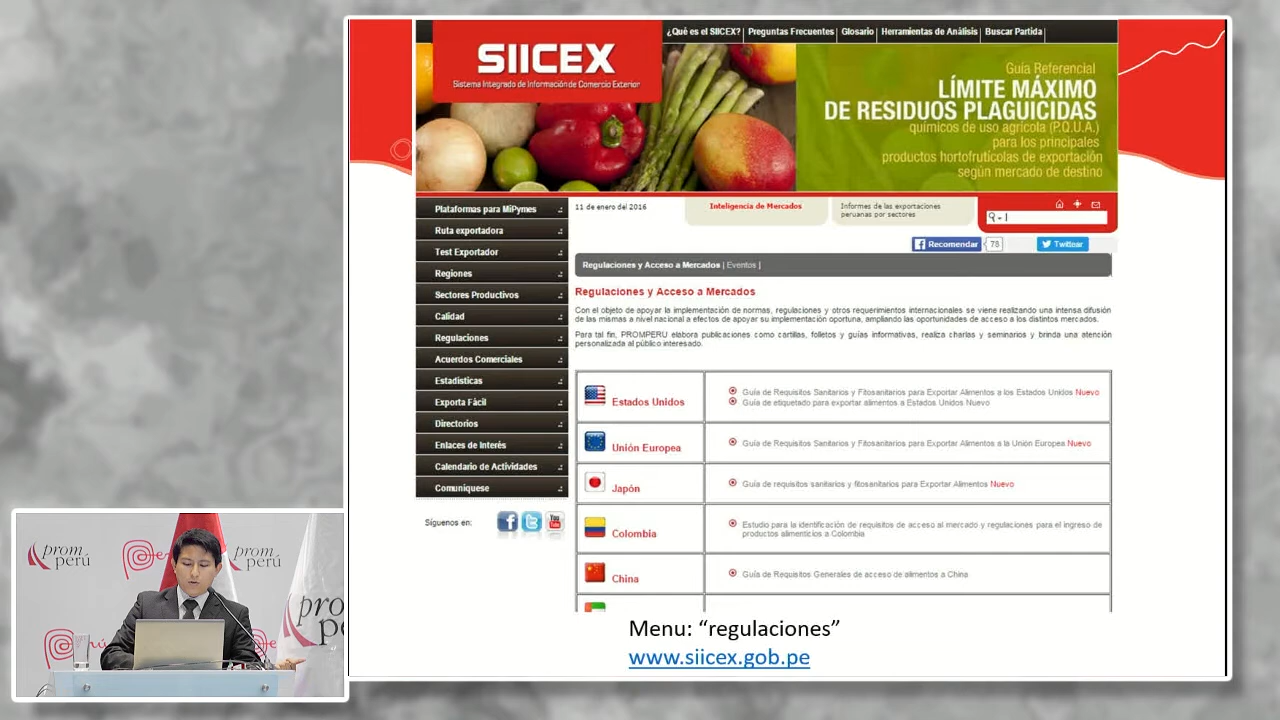 SIICEX
Sistema Integrado de Información de Comercio Exterior
¿Qué es el SIICEX? | Preguntas Frecuentes | Glosario | Herramientas de Análisis | Buscar Partida |
Guía Referencial
LÍMITE MÁXIMO
DE RESIDUOS PLAGUICIDAS
químicos de uso agrícola (P.Q.U.A.)
para los principales
productos hortofrutícolas de exportación
según mercado de destino
Plataformas para MiPymes
Ruta exportadora
Test Exportador
Regiones
Sectores Productivos
Calidad
Regulaciones
Acuerdos Comerciales
Estadísticas
Exporta Fácil
Directorios
Enlaces de Interés
Calendario de Actividades
Comuníquese
Síguenos en:
You
Tube
11 de enero del 2016
Inteligencia de Mercados
Informes de las exportaciones
peruanas por sectores
Recomendar
78
Twittear
Regulaciones y Acceso a Mercados | Eventos |
Regulaciones y Acceso a Mercados
Con el objeto de apoyar la implementación de normas, regulaciones y otros requerimientos internacionales se viene realizando una intensa difusión
de las mismas a nivel nacional a efectos de apoyar su implementación oportuna, ampliando las oportunidades de acceso a los distintos mercados.
Para tal fin, PROMPERU elabora publicaciones como cartillas, folletos y guías informativas, realiza charlas y seminarios y brinda una atención
personalizada al público interesado.
Estados Unidos
Guía de Requisitos Sanitarios y Fitosanitarios para Exportar Alimentos a los Estados Unidos Nuevo
Guía de etiquetado para exportar alimentos a Estados Unidos Nuevo
Unión Europea
Guía de Requisitos Sanitarios y Fitosanitarios para Exportar Alimentos a la Unión Europea Nuevo
Japón
Guía de requisitos sanitarios y fitosanitarios para Exportar Alimentos Nuevo
Colombia
Estudio para la identificación de requisitos de acceso al mercado y regulaciones para el ingreso de
productos alimenticios a Colombia
China
Guía de Requisitos Generales de acceso de alimentos a China
Menu: “regulaciones”
www.siicex.gob.pe
prom
perú
prom
perú
pro